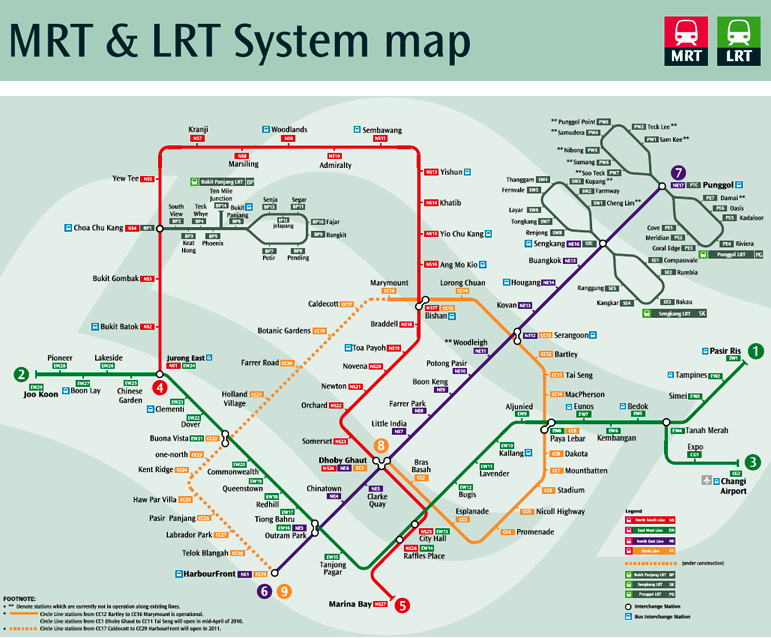 MRT & LRT System map
MRT
LRT
Kranji
NS7
Woodlands
NS9
Sembawang
NS11
NS8
Marsiling
NS10
Admiralty
Yew Tee NS5
Bukit Panjang LRT BP
Ten Mile
Junction
BP14
South
View
BP2
Teck
Whye
BP4
Bukit
Panjang
BP6
Senja
BP13
Segar
BP11
BP12
Jelapang
BP10 Fajar
BP9 Bangkit
Choa Chu Kang NS4 BP1
BP3
Keat
Hong
BP5
Phoenix
BP7
Petir
BP8
Pending
NS13 Yishun
NS14 Khatib
NS15 Yio Chu Kang
NS16 Ang Mo Kio
Bukit Gombak NS3
Bukit Batok NS2
**Punggol Point PW3
**Samudera PW4
**Nibong PW5
**Sumang PW6
**Soo Teck PW7
PW2 Teck Lee**
PW1 Sam Kee**
7
NE17 PTC Punggol
Thanggam SW4
Fernvale SW5
Layar SW6
Tongkang SW7
Renjong SW8
SW3 Kupang**
SW2 Farmway
SW1 Cheng Lim**
PE7 Damai**
PE6 Oasis
PE5 Kadaloor
PE4 Riviera
Cove PE1
Meridian PE2
Coral Edge PE3
Punggol LRT PG
Sengkang NE16 STC
Buangkok NE15
SE1 Compassvale
SE2 Rumbia
Ranggung SE5
Kangkar SE4
SE3 Bakau
Sengkang LRT SK
Hougang NE14
Kovan NE13
NE12 CC13 Serangoon
**Woodleigh
NE11
Potong Pasir
NE10
Boon Keng
NE9
Farrer Park
NE8
Little India
NE7
Marymount
CC16
Lorong Chuan
CC14
Caldecott CC17
NS17 CC15
Bishan
Braddell NS18
Toa Payoh NS19
Novena NS20
Newton NS21
Orchard NS22
Somerset NS23
Botanic Gardens CC19
Farrer Road CC20
Holland
Village
CC21
Buona Vista EW21 CC22
one-north CC23
Kent Ridge CC24
Haw Par Villa CC25
Pasir Panjang CC26
Labrador Park CC27
Telok Blangah CC28
HarbourFront NE1 CC29
6
9
2
Pioneer
EW28
Lakeside
EW26
Jurong East
NS1 EW24
EW29
Joo Koon
EW27
Boon Lay
EW25
Chinese
Garden
4
EW23
Clementi
EW22
Dover
EW20
Commonwealth
EW19
Queenstown
EW18
Redhill
EW17
Tiong Bahru
EW16 NE3
Outram Park
EW15
Tanjong
Pagar
8
Dhoby Ghaut
NS24 NE6 CC1
Chinatown
NE4
NE5
Clarke
Quay
Bras
Basah
CC2
Esplanade
CC3
CC4 Promenade
CC5 Nicoll Highway
CC6 Stadium
CC7 Mountbatten
CC8 Dakota
EW8 CC9
Paya Lebar
CC10 MacPherson
CC11 Tai Seng
CC12 Bartley
NS25 EW13
City Hall
NS26 EW14
Raffles Place
Marina Bay NS27
5
EW12
Bugis
EW11
Lavender
EW10
Kallang
Aljunied
EW9
Eunos
EW7
EW6
Kembangan
Bedok
EW5
EW4
Tanah Merah
Simei EW3
Tampines EW2
Pasir Ris
EW1
1
Expo
CG1
3
CG2
Changi
Airport
Legend
North South Line NS
East West Line EW
North East Line NE
Circle Line CC
(under construction)
Bukit Panjang LRT BP
Sengkang LRT SK
Punggol LRT PG
Interchange Station
Bus Interchange Station
FOOTNOTE:
** Denote stations which are currently not in operation along existing lines.
Circle Line stations from CC12 Bartley to CC16 Marymount is operational.
Circle Line stations from CC1 Dhoby Ghaut to CC11 Tai Seng will open in mid-April of 2010.
Circle Line stations from CC17 Caldecott to CC29 HarbourFront will open in 2011.